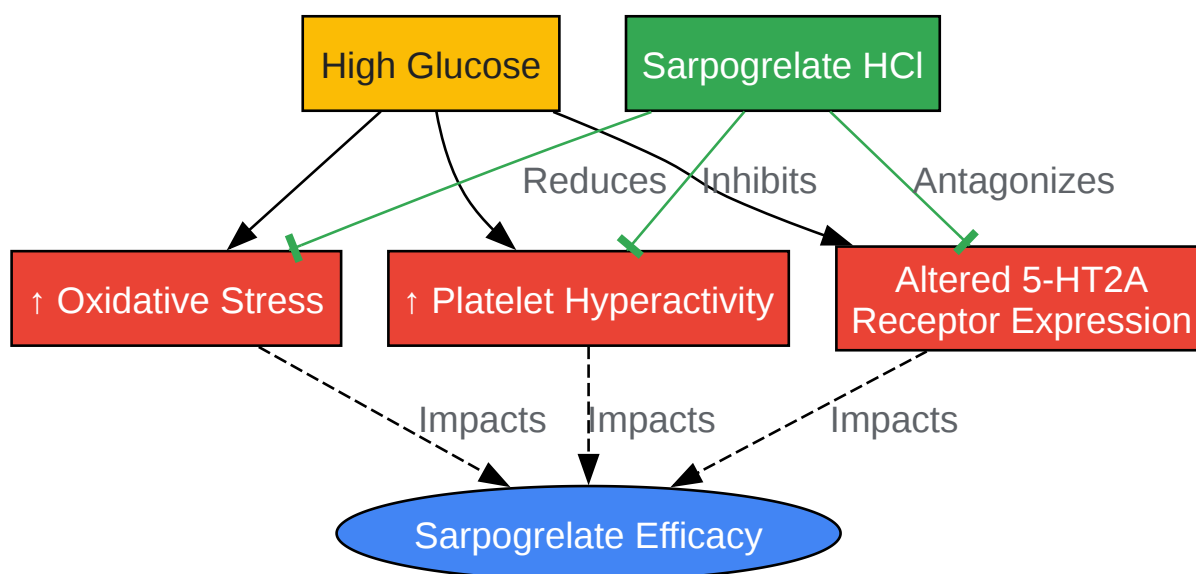 High Glucose
Sarpogrelate HCl
Reduces
Inhibits
Antagonizes
↑ Oxidative Stress
↑ Platelet Hyperactivity
Altered 5-HT2A
Receptor Expression
Impacts
Impacts
Impacts
Sarpogrelate Efficacy